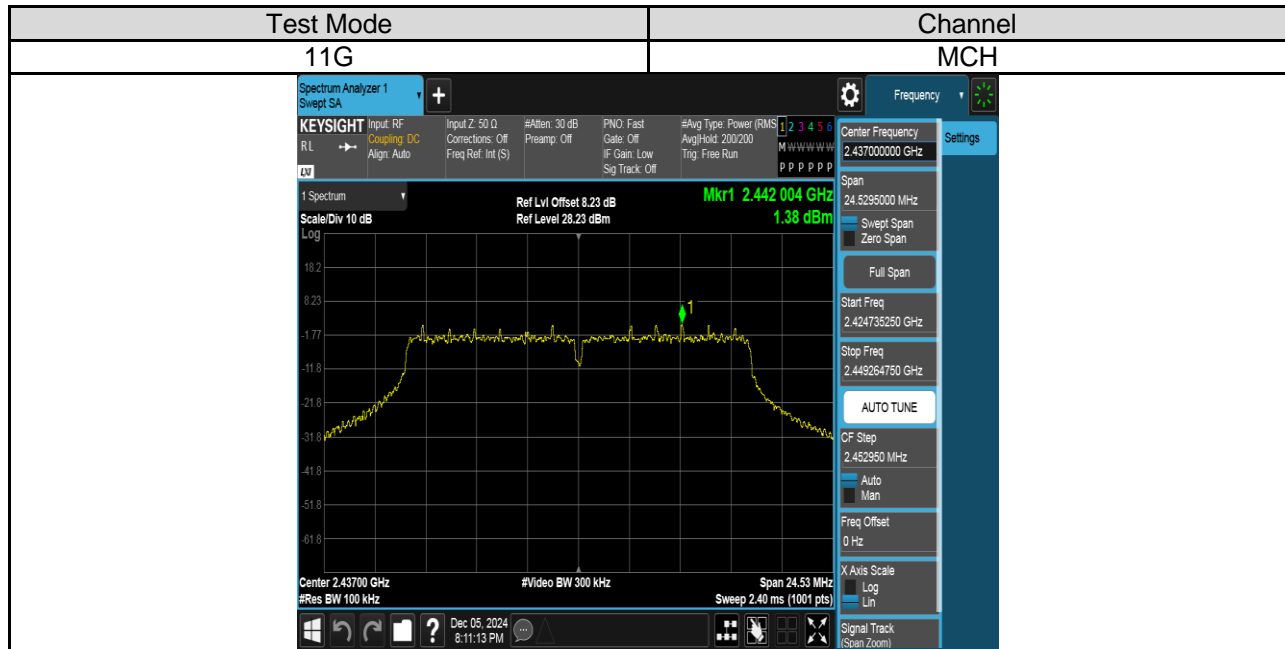 Test Mode Channel
11G MCH
Spectrum Analyzer 1
Swept SA
+
Frequency
KEYSIGHT
RL
LXI
Input: RF
Coupling: DC
Align: Auto
Input Z: 50 Ω
Corrections: Off
Freq Ref: Int (S)
#Atten: 30 dB
Preamp: Off
PNO: Fast
Gate: Off
IF Gain: Low
Sig Track: Off
#Avg Type: Power (RMS
Avg|Hold: 200/200
Trig: Free Run
1 2 3 4 5 6
M W W W W W
P P P P P P
1 Spectrum
Scale/Div 10 dB
Log
Ref Lvl Offset 8.23 dB
Ref Level 28.23 dBm
Mkr1 2.442 004 GHz
1.38 dBm
18.2
8.23
-1.77
-11.8
-21.8
-31.8
-41.8
-51.8
-61.8
1
Center 2.43700 GHz
#Res BW 100 kHz
#Video BW 300 kHz
Span 24.53 MHz
Sweep 2.40 ms (1001 pts)
?
Dec 05, 2024
8:11:13 PM
Center Frequency
2.437000000 GHz
Span
24.5295000 MHz
Swept Span
Zero Span
Full Span
Start Freq
2.424735250 GHz
Stop Freq
2.449264750 GHz
AUTO TUNE
CF Step
2.452950 MHz
Auto
Man
Freq Offset
0 Hz
X Axis Scale
Log
Lin
Signal Track
(Span Zoom)
Settings